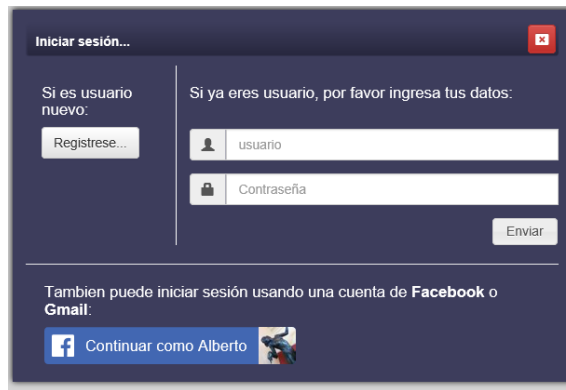 Iniciar sesión...
Si es usuario
nuevo:
Registrese...
Si ya eres usuario, por favor ingresa tus datos:
usuario
Contraseña
Enviar
Tambien puede iniciar sesión usando una cuenta de Facebook o
Gmail:
Continuar como Alberto